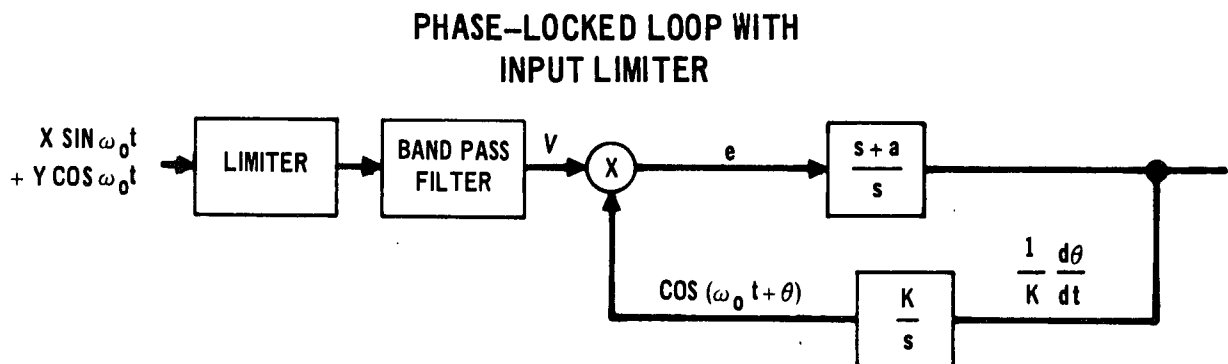 PHASE–LOCKED LOOP WITH
INPUT LIMITER
X SIN ω₀t
+ Y COS ω₀t
LIMITER
BAND PASS
FILTER
V
X
e
s + a
s
COS (ω₀ t + θ)
K
s
1 dθ
K dt